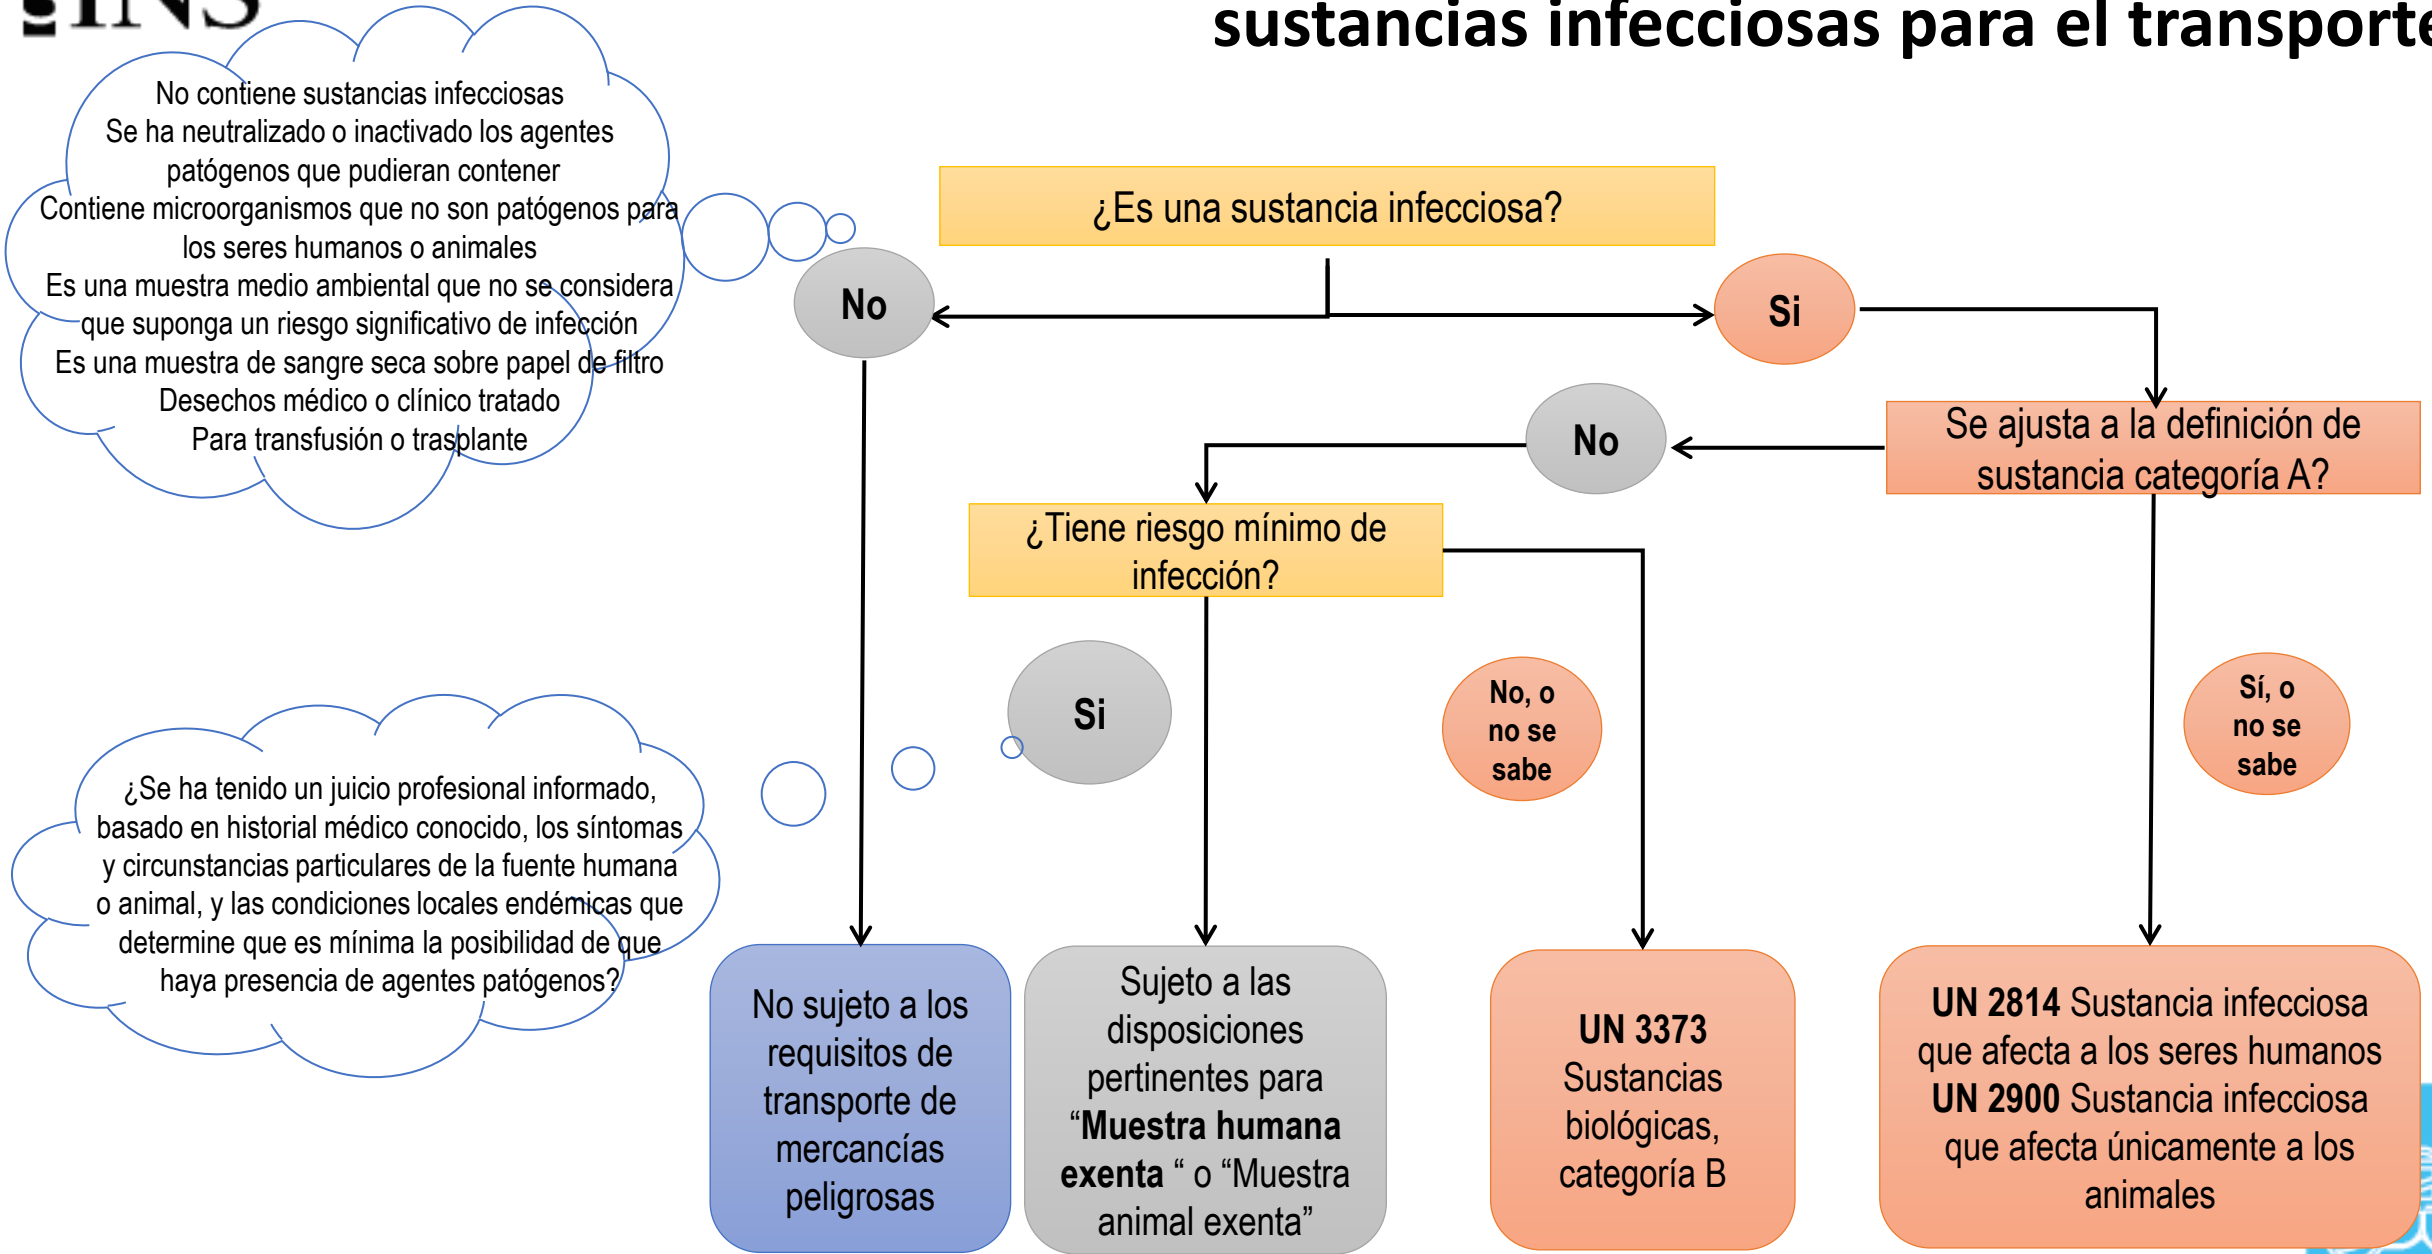 INS
sustancias infecciosas para el transporte
No contiene sustancias infecciosas
Se ha neutralizado o inactivado los agentes
patógenos que pudieran contener
Contiene microorganismos que no son patógenos para
los seres humanos o animales
Es una muestra medio ambiental que no se considera
que suponga un riesgo significativo de infección
Es una muestra de sangre seca sobre papel de filtro
Desechos médico o clínico tratado
Para transfusión o trasplante
¿Es una sustancia infecciosa?
No
Si
Se ajusta a la definición de
sustancia categoría A?
No
¿Tiene riesgo mínimo de
infección?
Si
No, o
no se
sabe
Sí, o
no se
sabe
¿Se ha tenido un juicio profesional informado,
basado en historial médico conocido, los síntomas
y circunstancias particulares de la fuente humana
o animal, y las condiciones locales endémicas que
determine que es mínima la posibilidad de que
haya presencia de agentes patógenos?
No sujeto a los
requisitos de
transporte de
mercancías
peligrosas
Sujeto a las
disposiciones
pertinentes para
“Muestra humana
exenta “ o “Muestra
animal exenta”
UN 3373
Sustancias
biológicas,
categoría B
UN 2814 Sustancia infecciosa
que afecta a los seres humanos
UN 2900 Sustancia infecciosa
que afecta únicamente a los
animales